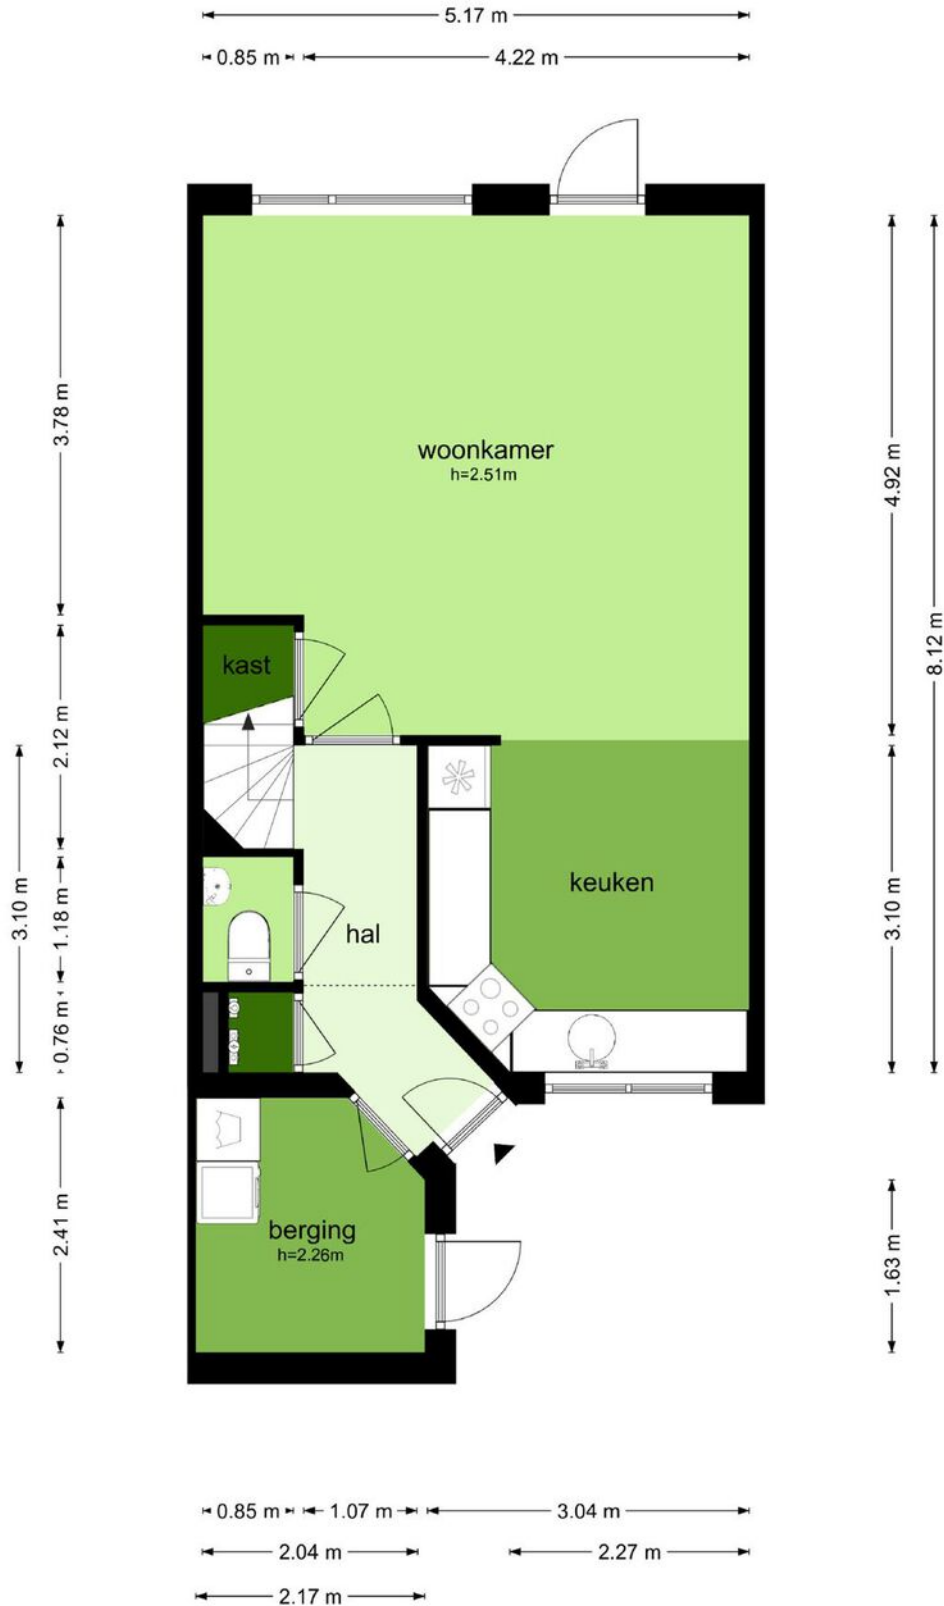 5.17 m
0.85 m
4.22 m
3.78 m
woonkamer
h=2.51m
4.92 m
8.12 m
kast
2.12 m
3.10 m
1.18 m
0.76 m
keuken
hal
3.10 m
2.41 m
berging
h=2.26m
1.63 m
0.85 m
1.07 m
3.04 m
2.04 m
2.27 m
2.17 m